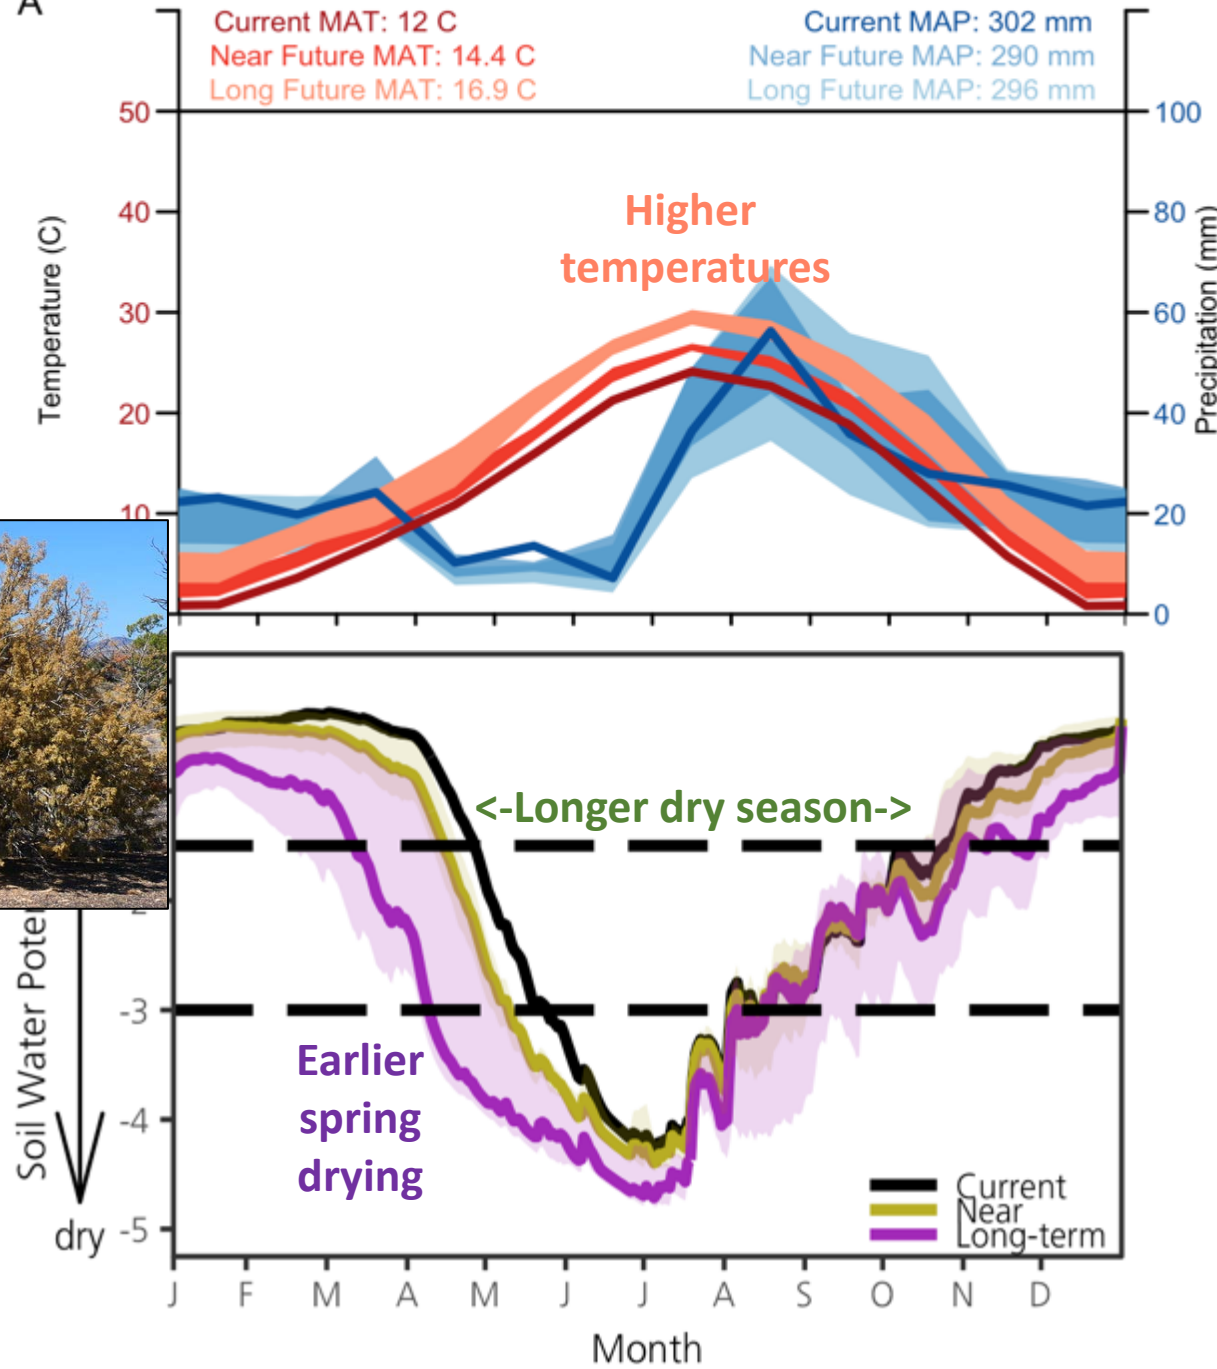 A
Current MAT: 12 C
Near Future MAT: 14.4 C
Long Future MAT: 16.9 C
Current MAP: 302 mm
Near Future MAP: 290 mm
Long Future MAP: 296 mm
50
40
30
20
10
Temperature (C)
100
80
60
40
20
0
Precipitation (mm)
Higher
temperatures
<-Longer dry season->
Earlier
spring
drying
Soil Water Poten
dry
-3
-4
-5
Current
Near
Long-term
J F M A M J J A S O N D
Month